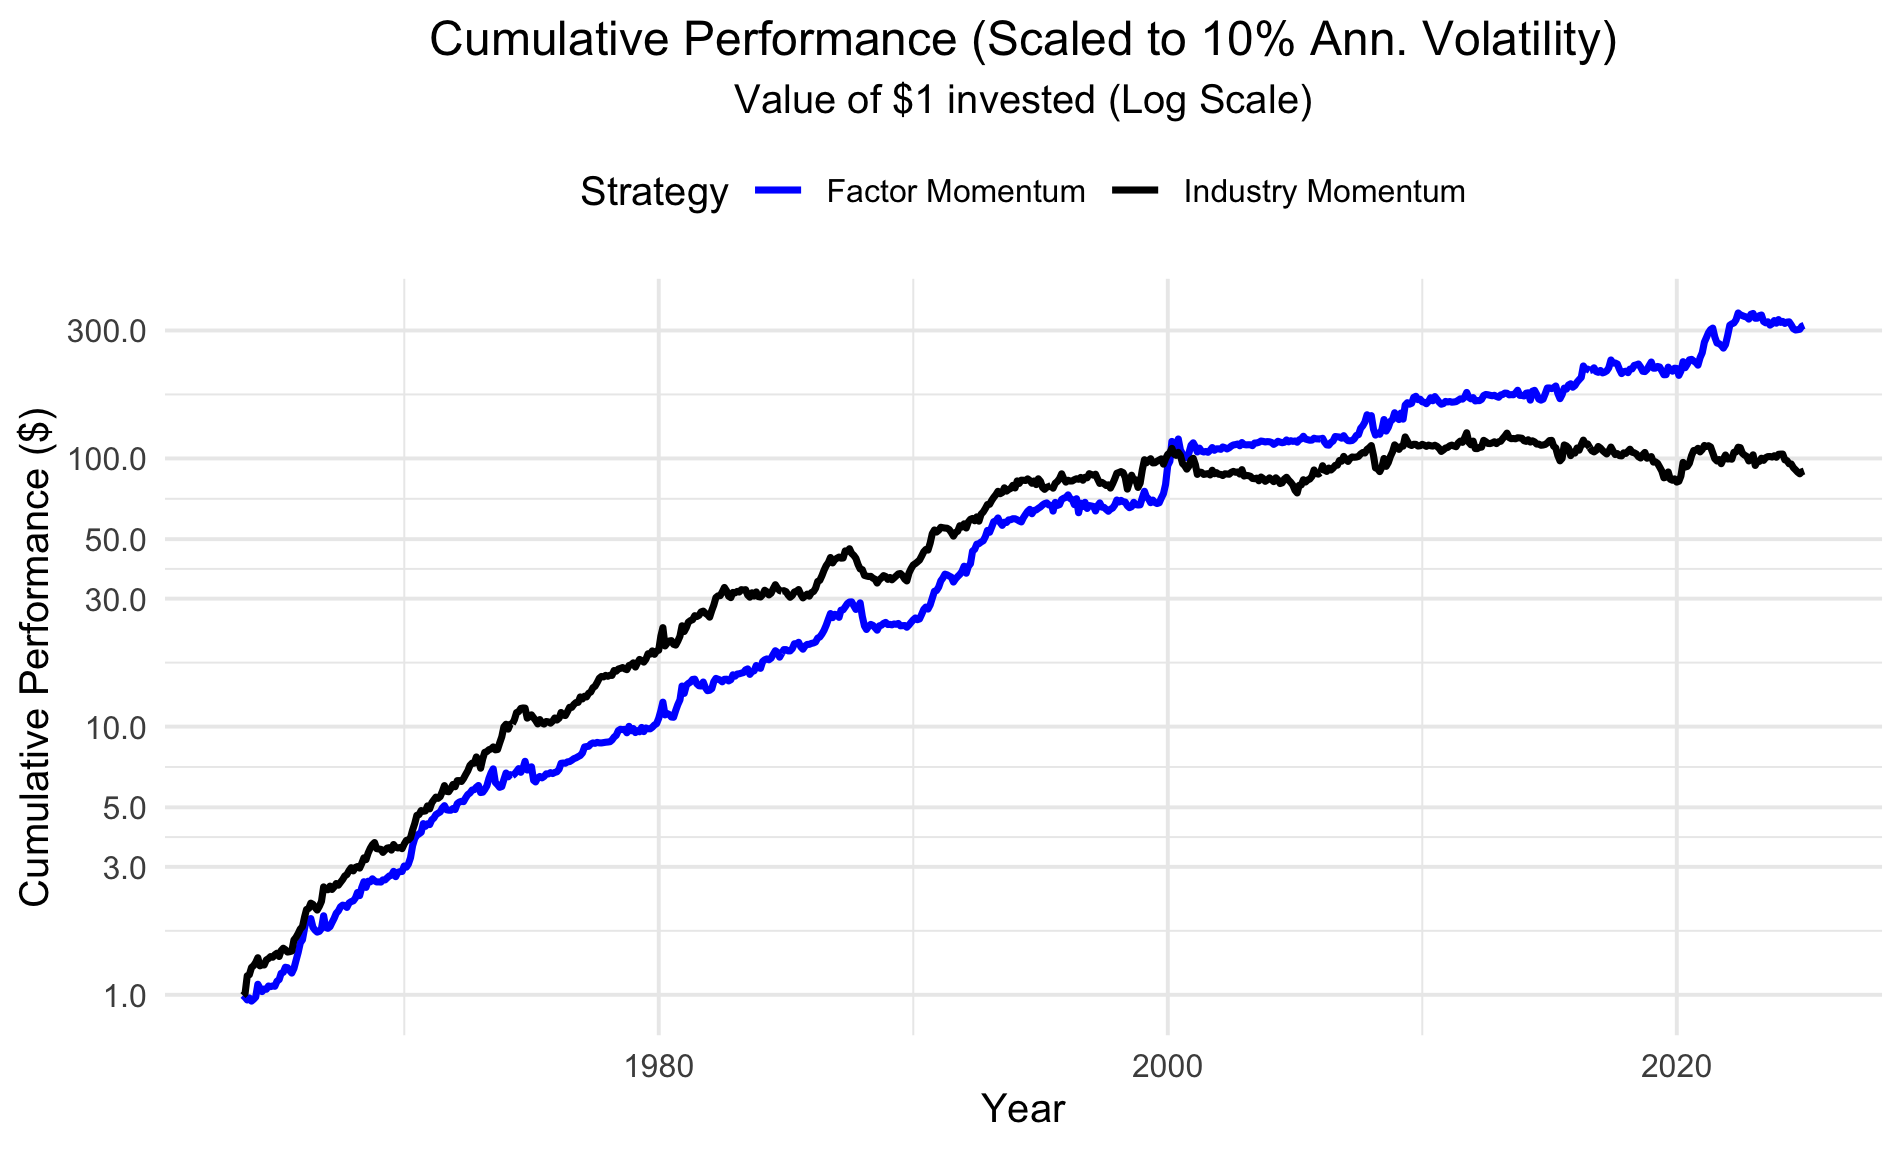 Cumulative Performance (Scaled to 10% Ann. Volatility)
Value of $1 invested (Log Scale)
Strategy Factor Momentum Industry Momentum
Cumulative Performance ($)
300.0
100.0
50.0
30.0
10.0
5.0
3.0
1.0
1980 2000 2020
Year